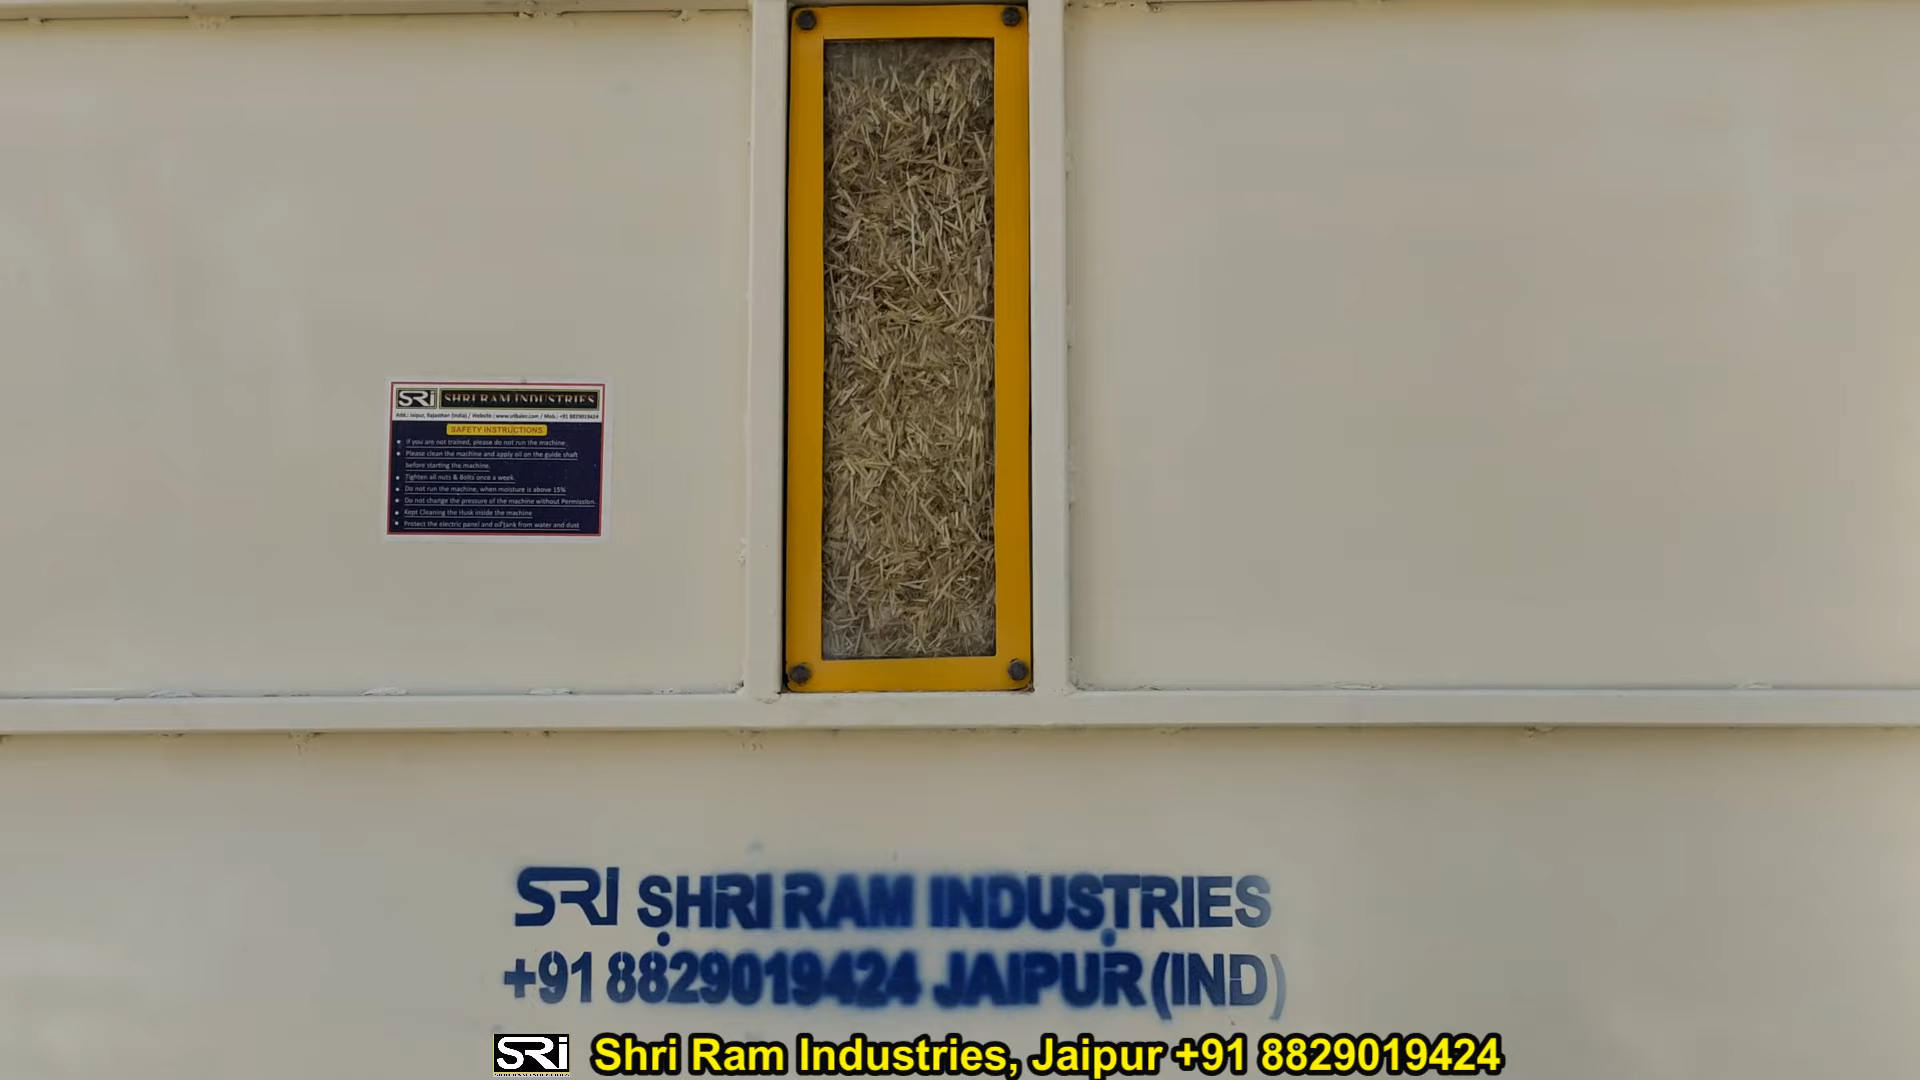 SRi SHRI RAM INDUSTRIES
Add.: Jaipur, Rajasthan (India) / Website : www.sribaler.com / Mob.: +91 8829019424
SAFETY INSTRUCTIONS
If you are not trained, please do not run the machine
Please clean the machine and apply oil on the guide shaft
before starting the machine.
Tighten all nuts & Bolts once a week.
Do not run the machine, when moisture is above 15%
Do not change the pressure of the machine without Permission.
Kept Cleaning the Husk inside the machine
Protect the electric panel and oil tank from water and dust
SRI SHRI RAM INDUSTRIES
+91 8829019424 JAIPUR (IND)
SRi Shri Ram Industries, Jaipur +91 8829019424